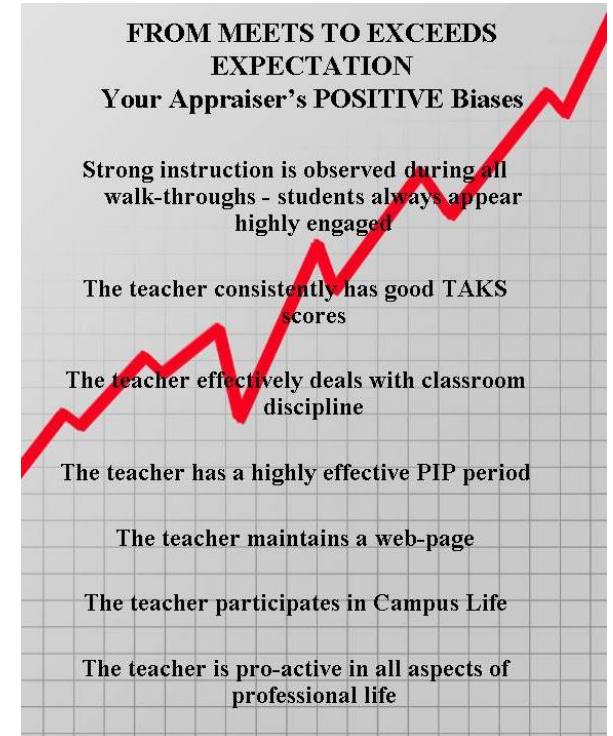 FROM MEETS TO EXCEEDS
EXPECTATION
Your Appraiser's POSITIVE Biases
Strong instruction is observed during all
walk-throughs - students always appear
highly engaged
The teacher consistently has good TAKS
scores
The teacher effectively deals with classroom
discipline
The teacher has a highly effective PIP period
The teacher maintains a web-page
The teacher participates in Campus Life
The teacher is pro-active in all aspects of
professional life